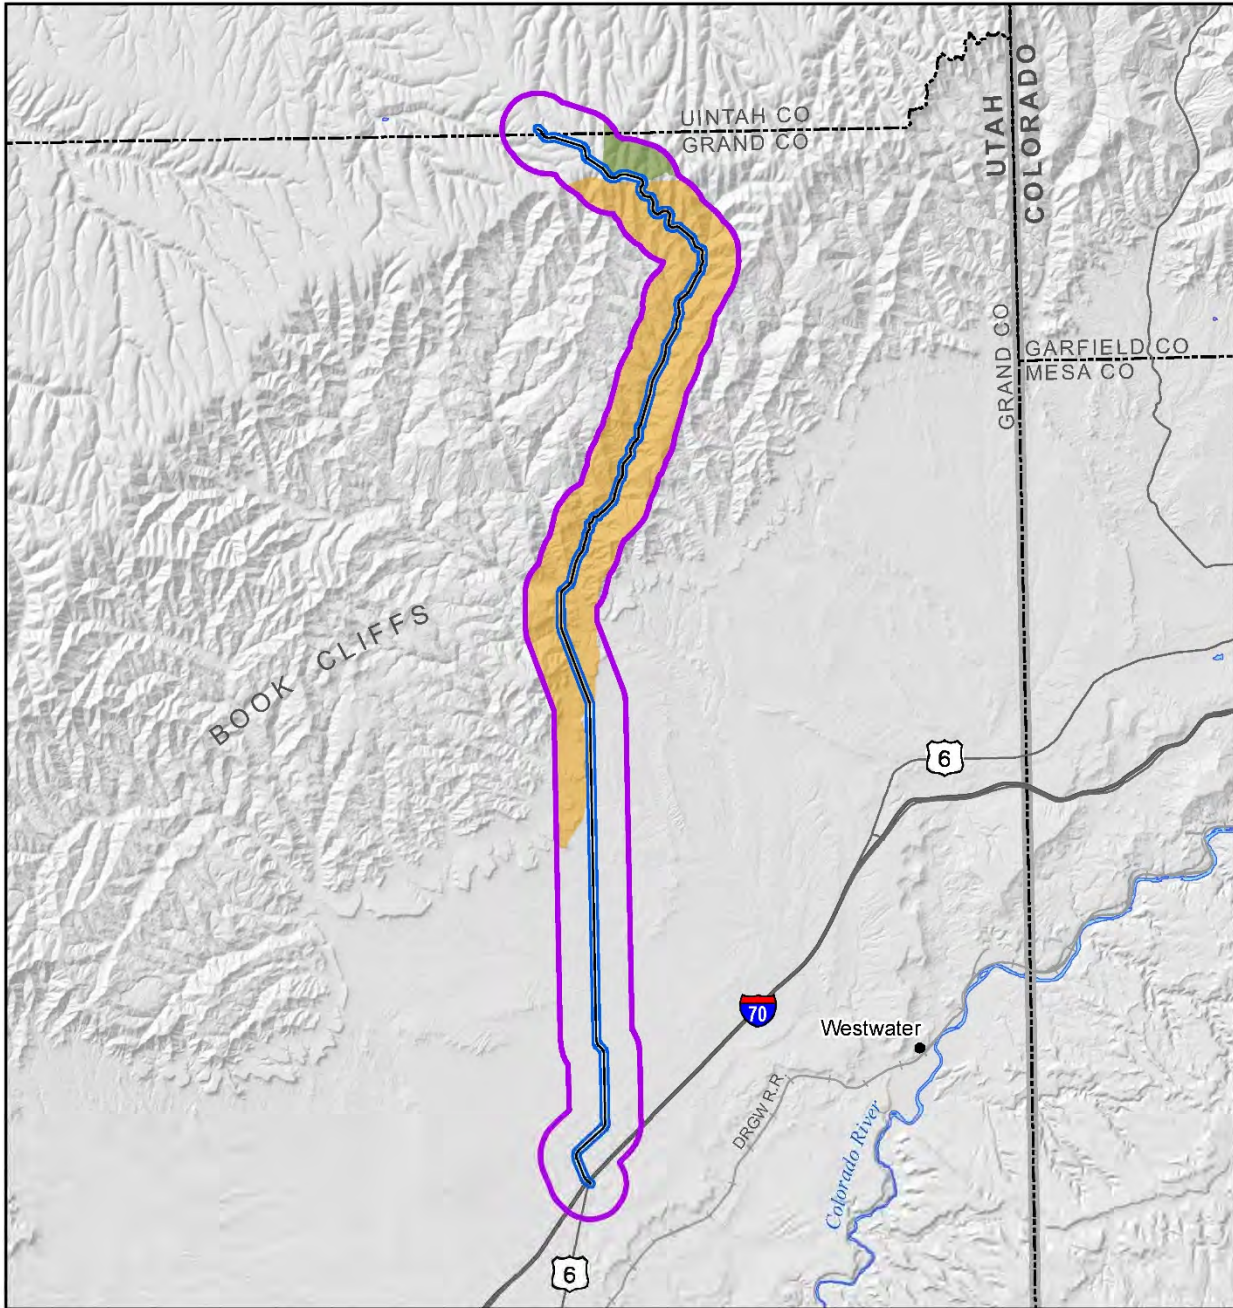 UINTAH CO
GRAND CO
UTAH
COLORADO
GRAND CO
GARFIELD CO
MESA CO
BOOK CLIFFS
6
70
Westwater
DRGW R.R.
Colorado River
6